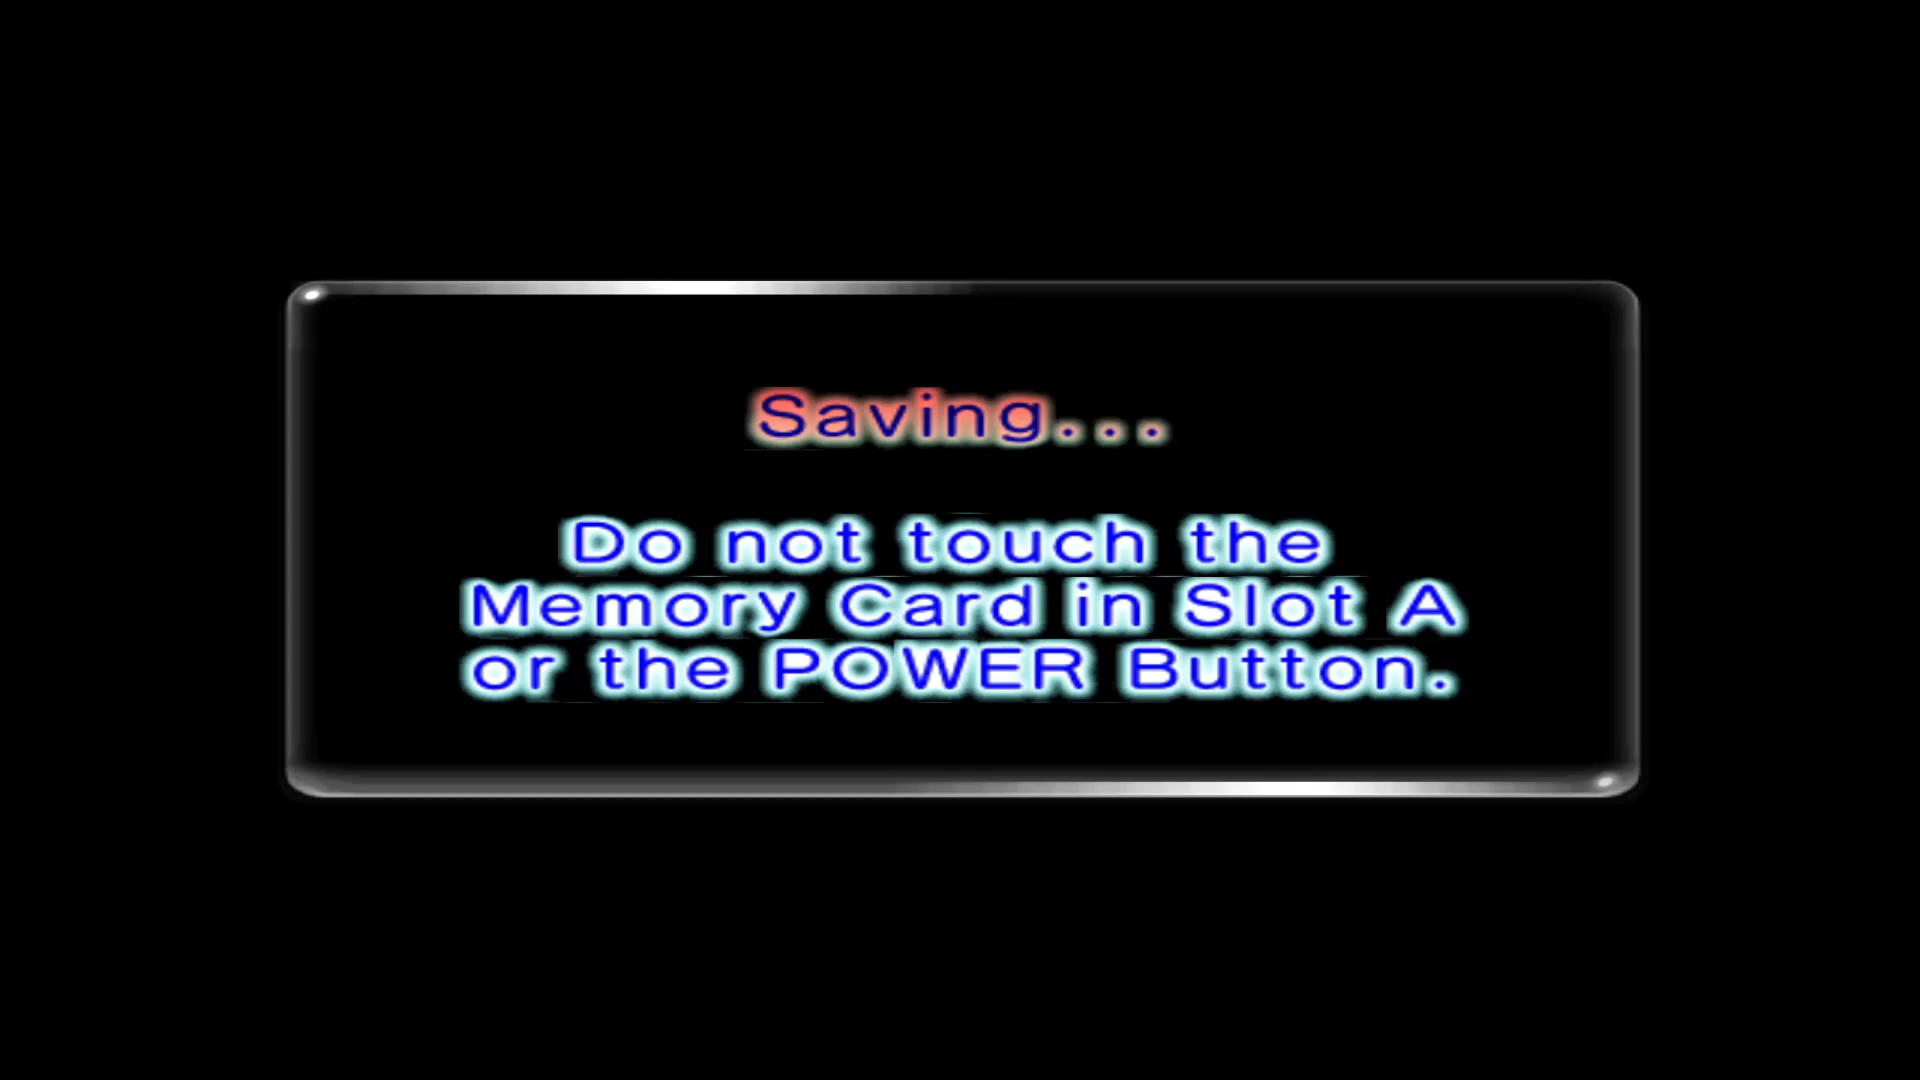 Saving...
Do not touch the
Memory Card in Slot A
or the POWER Button.